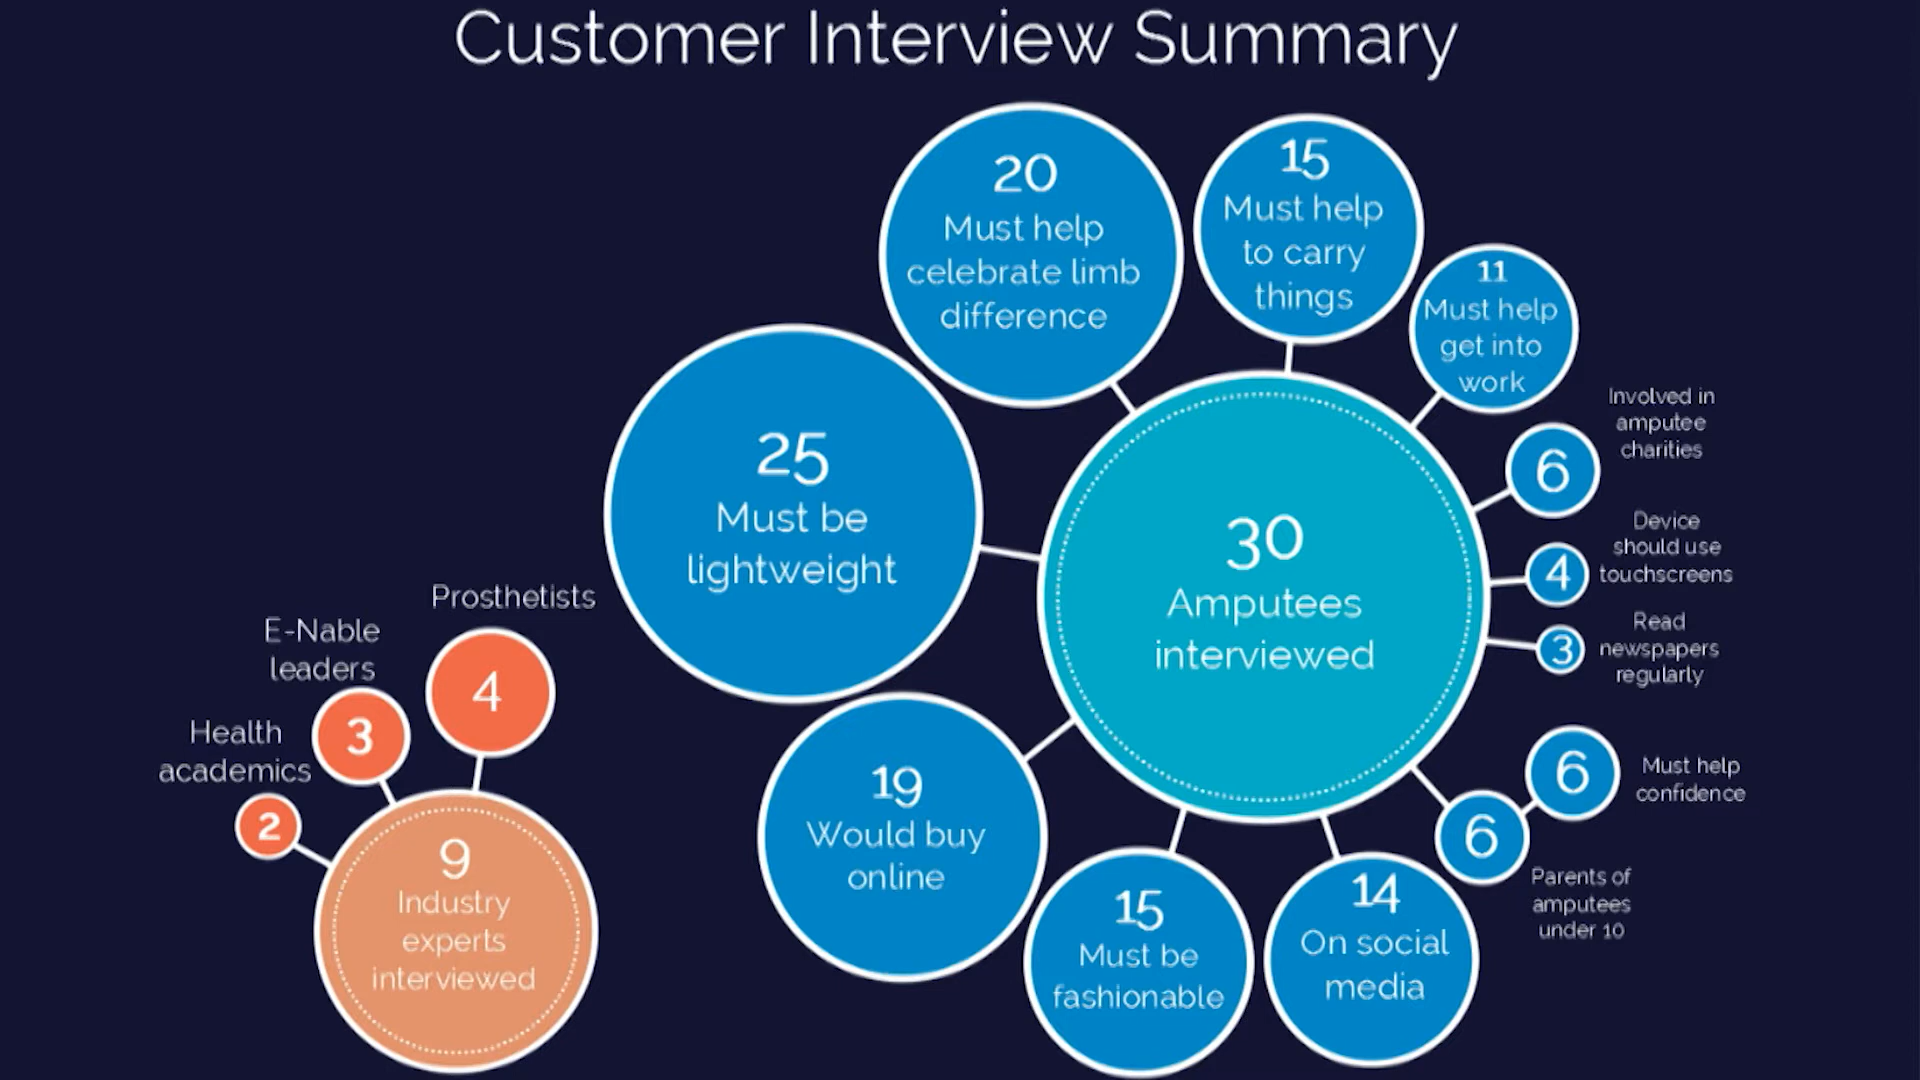 Customer Interview Summary
20
Must help
celebrate limb
difference
15
Must help
to carry
things
11
Must help
get into
work
Involved in
amputee
charities
6
25
Must be
lightweight
30
Amputees
interviewed
Device
should use
touchscreens
4
Read
newspapers
regularly
3
Prosthetists
4
E-Nable
leaders
3
Health
academics
2
9
Industry
experts
interviewed
19
Would buy
online
15
Must be
fashionable
14
On social
media
6
Must help
confidence
6
Parents of
amputees
under 10